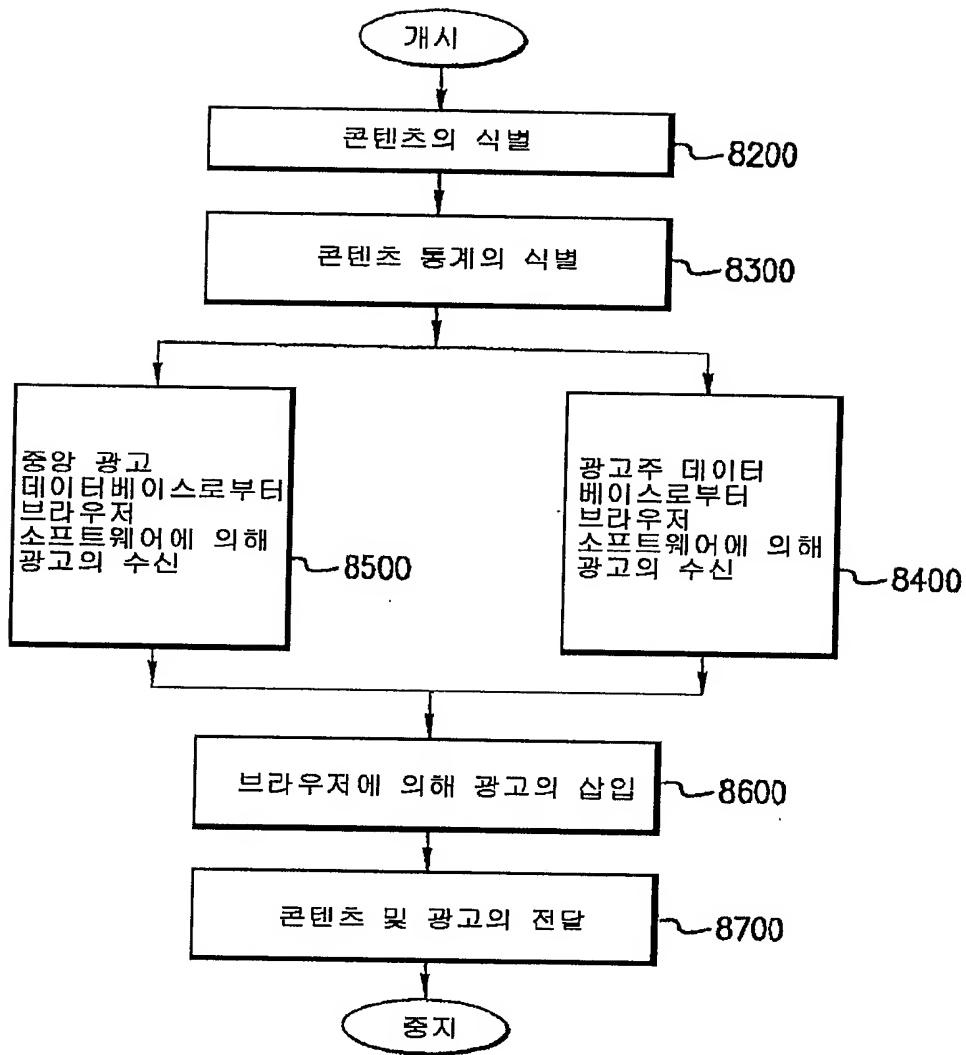 개시
콘텐츠의 식별
8200
콘텐츠 통계의 식별
8300
중앙 광고
데이터베이스로부터
브라우저
소프트웨어에 의해
광고의 수신
8500
광고주 데이터
베이스로부터
브라우저
소프트웨어에 의해
광고의 수신
8400
브라우저에 의해 광고의 삽입
8600
콘텐츠 및 광고의 전달
8700
중지